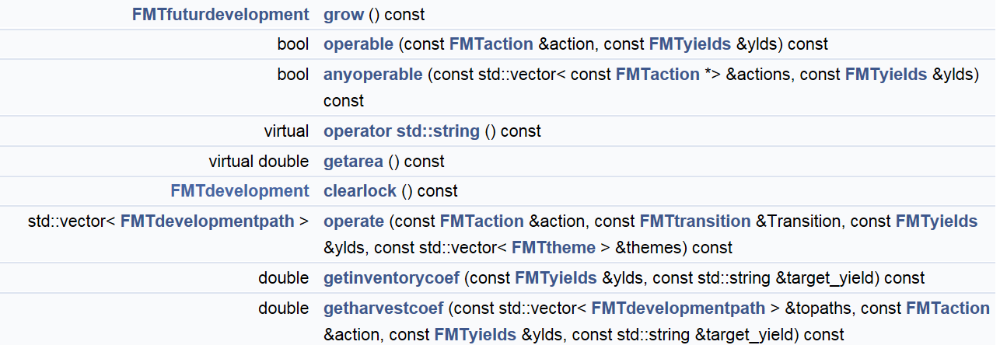 FMTfuturdevelopment grow () const
bool operable (const FMTaction &action, const FMTyields &ylds) const
bool anyoperable (const std::vector< const FMTaction *> &actions, const FMTyields &ylds)
const
virtual operator std::string () const
virtual double getarea () const
FMTdevelopment clearlock () const
std::vector< FMTdevelopmentpath > operate (const FMTaction &action, const FMTtransition &Transition, const FMTyields
&ylds, const std::vector< FMTtheme > &themes) const
double getinventorycoef (const FMTyields &ylds, const std::string &target_yield) const
double getharvestcoef (const std::vector< FMTdevelopmentpath > &topaths, const FMTaction
&action, const FMTyields &ylds, const std::string &target_yield) const